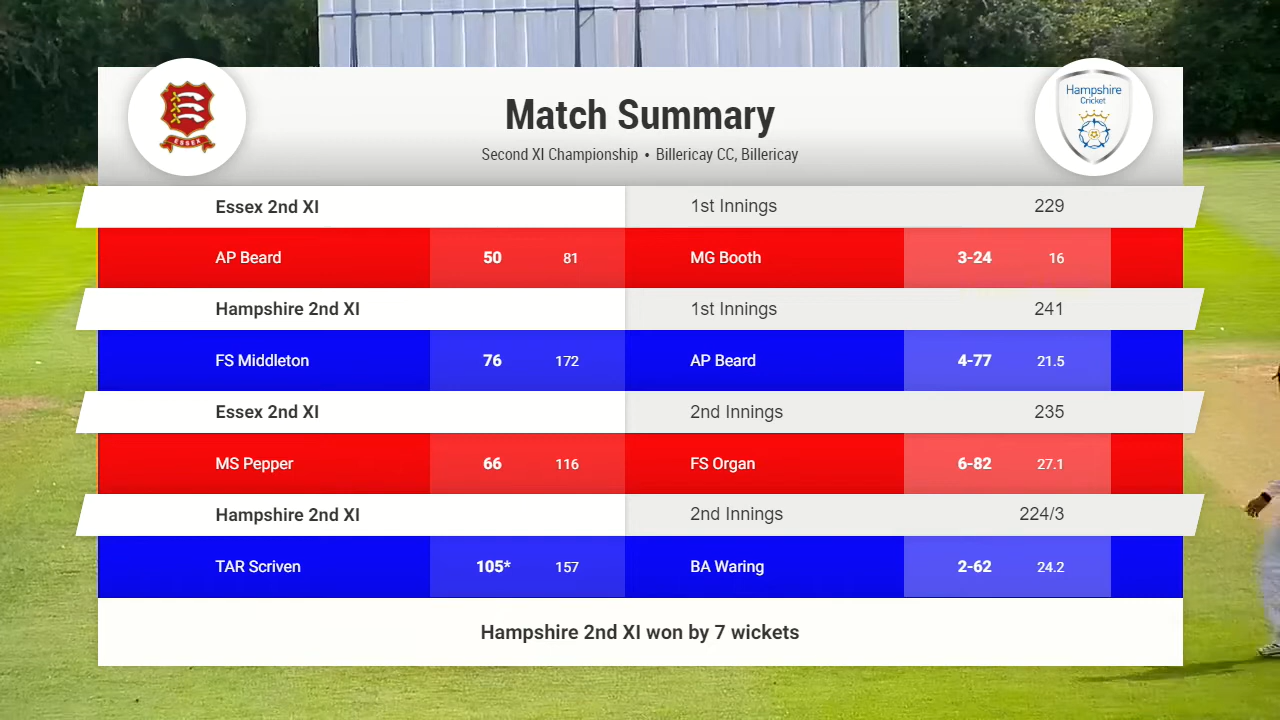 Hampshire
Cricket
ESSEX
Match Summary
Second XI Championship • Billericay CC, Billericay
Essex 2nd XI 1st Innings 229
AP Beard 50 81 MG Booth 3-24 16
Hampshire 2nd XI 1st Innings 241
FS Middleton 76 172 AP Beard 4-77 21.5
Essex 2nd XI 2nd Innings 235
MS Pepper 66 116 FS Organ 6-82 27.1
Hampshire 2nd XI 2nd Innings 224/3
TAR Scriven 105* 157 BA Waring 2-62 24.2
Hampshire 2nd XI won by 7 wickets